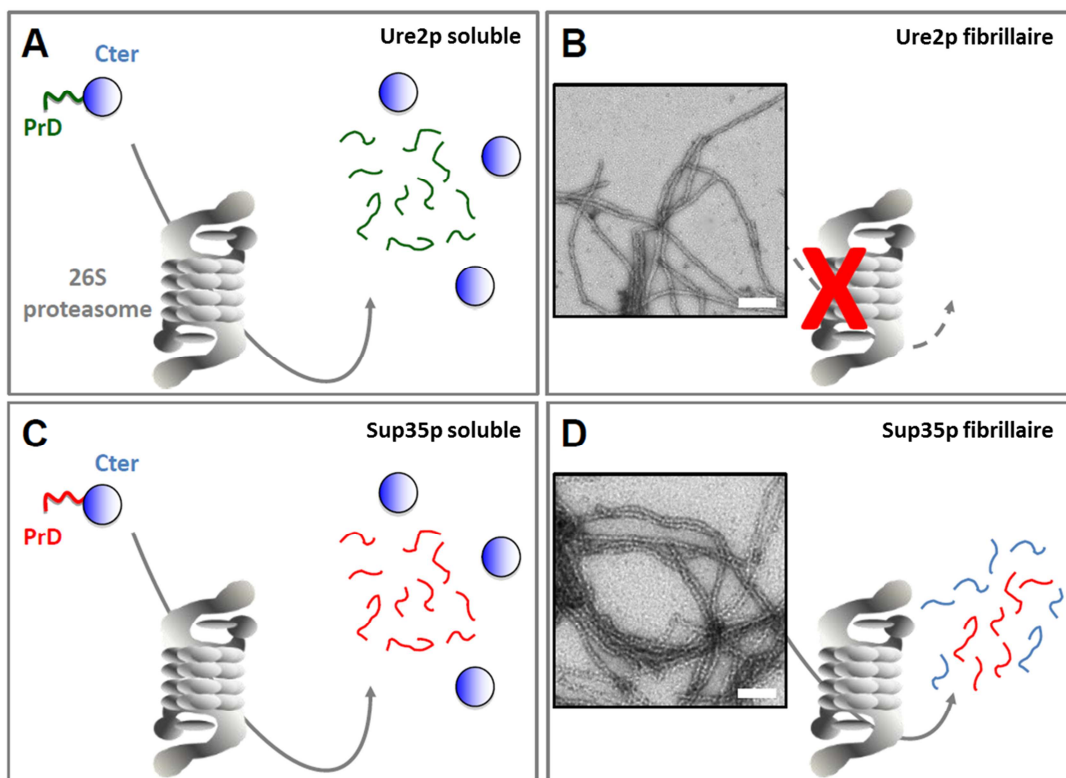 A
Ure2p soluble
Cter
PrD
26S
proteasome
B
Ure2p fibrillaire
X
C
Sup35p soluble
Cter
PrD
D
Sup35p fibrillaire